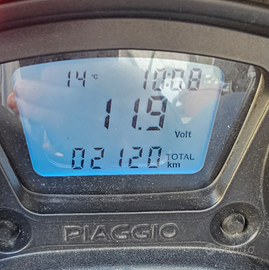 14 °C 10:08
11.9
Volt
02120 TOTAL
km
PIAGGIO